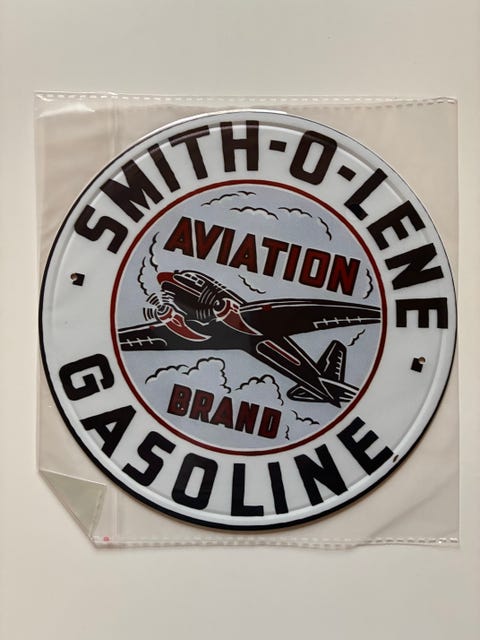 SMITH-O-LENE
AVIATION
BRAND
GASOLINE